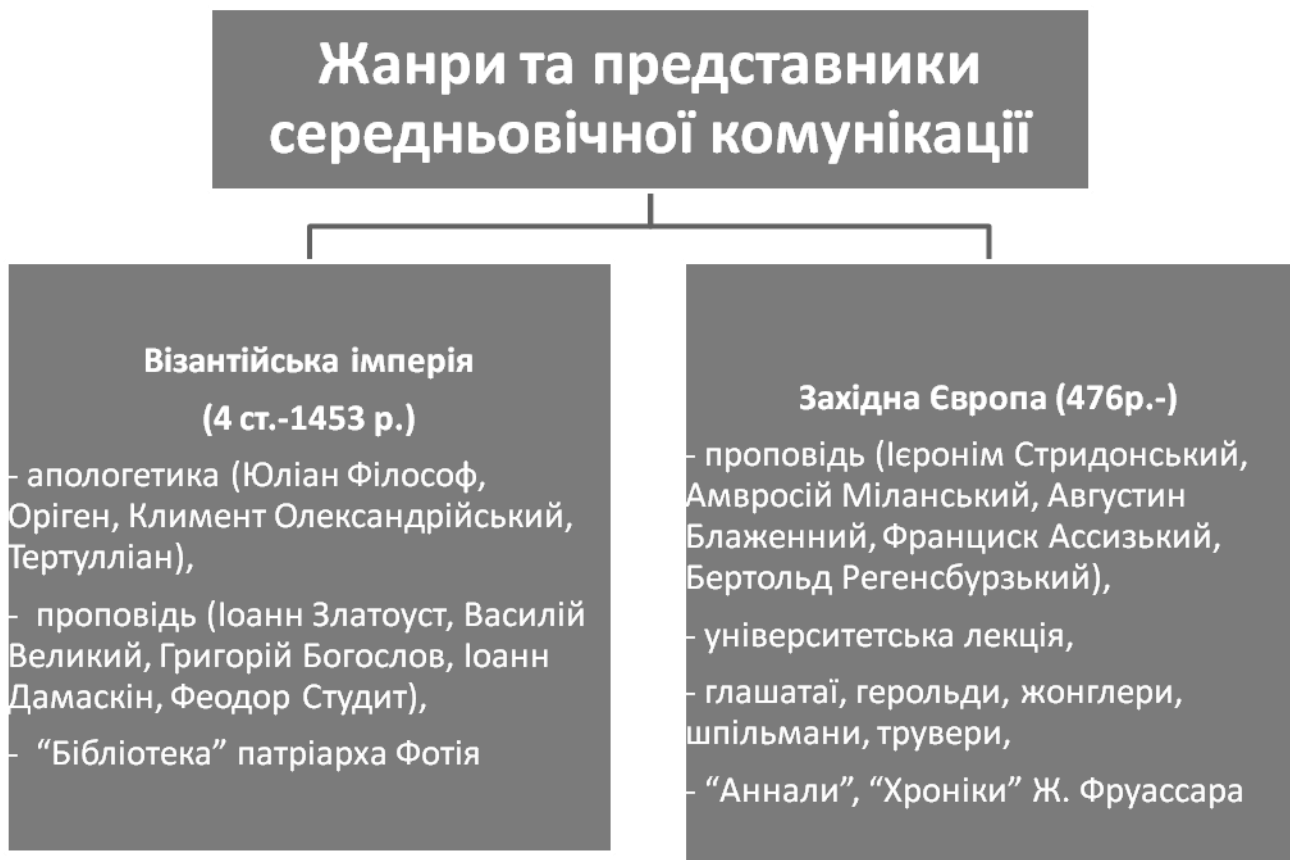 Жанри та представники
середньовічної комунікації
Візантійська імперія
(4 ст.-1453 р.)
- апологетика (Юліан Філософ,
Оріген, Климент Олександрійський,
Тертулліан),
- проповідь (Іоанн Златоуст, Василій
Великий, Григорій Богослов, Іоанн
Дамаскін, Феодор Студит),
- “Бібліотека” патріарха Фотія
Західна Європа (476р.-)
- проповідь (Ієронім Стридонський,
Амвросій Міланський, Августин
Блаженний, Франциск Ассизький,
Бертольд Регенсбурзький),
- університетська лекція,
- глашатаї, герольди, жонглери,
шпільмани, трувери,
- “Аннали”, “Хроніки” Ж. Фруассара